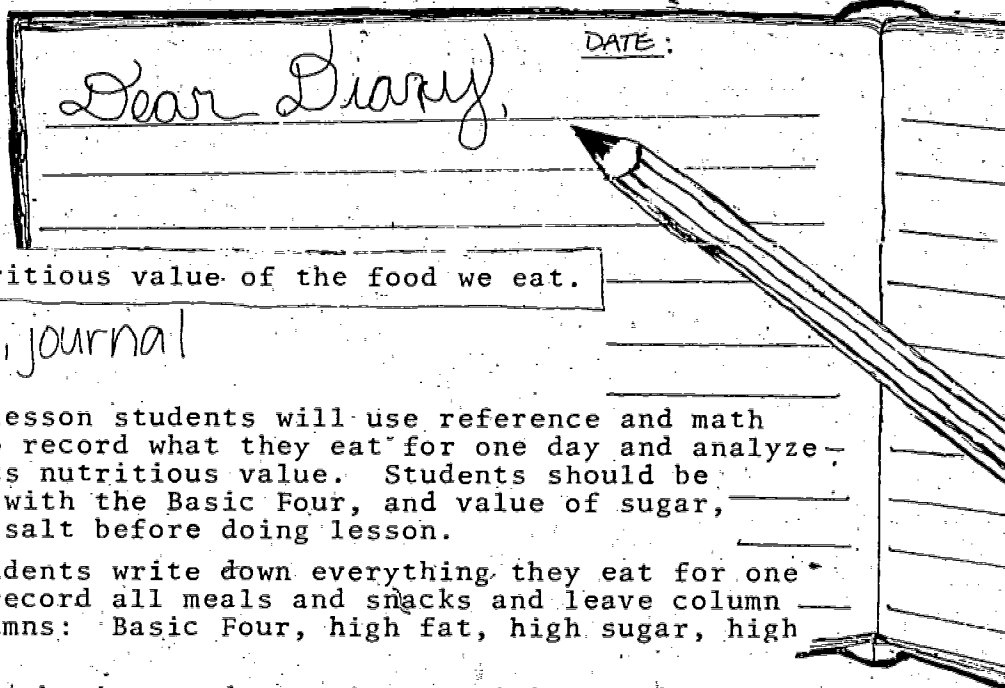 DATE:
Dear Diary,
ritious value of the food we eat.
, journal
esson students will use reference and math
record what they eat for one day and analyze
s nutritious value. Students should be
with the Basic Four, and value of sugar,
salt before doing lesson.
dents write down everything they eat for one
ecord all meals and snacks and leave column
mns: Basic Four, high fat, high sugar, high